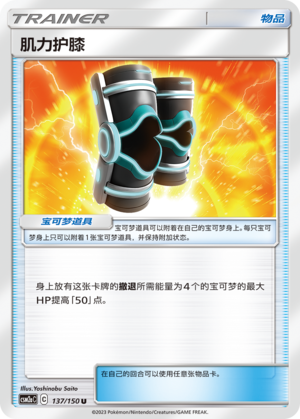 TRAINER
物品
肌力护膝
宝可梦道具
宝可梦道具可以附着在自己的宝可梦身上。每只宝可
梦身上只可以附着1张宝可梦道具，并保持附加状态。
身上放有这张卡牌的撤退所需能量为4个的宝可梦的最大
HP提高「50」点。
在自己的回合可以使用任意张物品卡。
Illus.Yoshinobu Saito
CSM2a C C 137/150 U
©2023 Pokémon/Nintendo/Creatures/GAME FREAK.